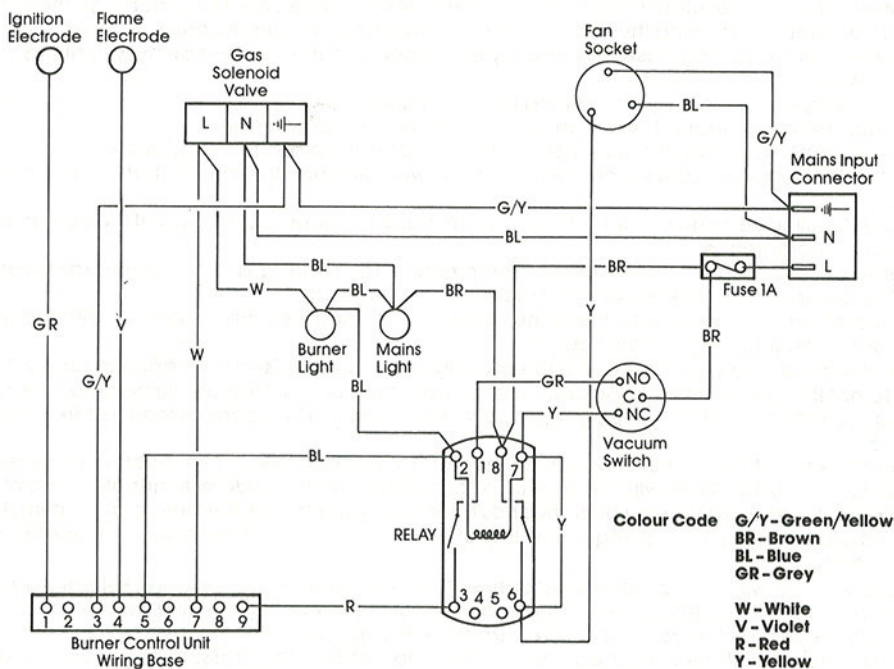 Ignition
Electrode
Flame
Electrode
Gas
Solenoid
Valve
L N
Fan
Socket
BL
G/Y
Mains Input
Connector
G/Y
BL
N
BR
L
Fuse 1A
BL
W
BL
BR
Burner
Light
Mains
Light
GR
V
W
G/Y
BL
Y
BR
GR
NO
C
NC
Y
Vacuum
Switch
BL
2 1 8 7
RELAY
Y
3 4 5 6
R
1 2 3 4 5 6 7 8 9
Burner Control Unit
Wiring Base
Colour Code G/Y-Green/Yellow
BR-Brown
BL-Blue
GR-Grey
W-White
V-Violet
R-Red
Y-Yellow